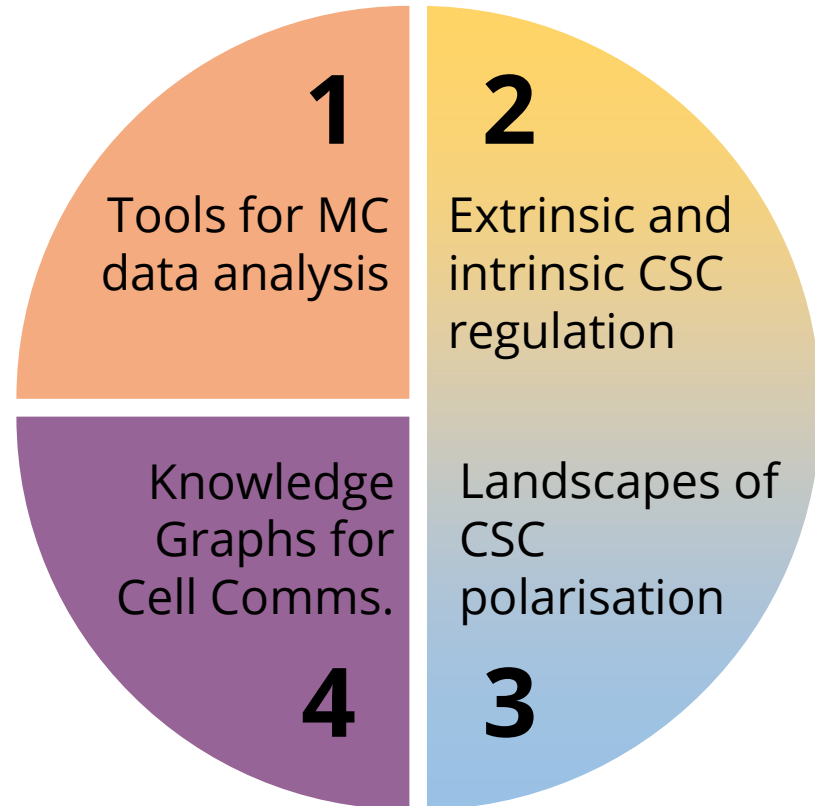 1
Tools for MC
data analysis
2
Extrinsic and
intrinsic CSC
regulation
Landscapes of
CSC
polarisation
3
Knowledge
Graphs for
Cell Comms.
4